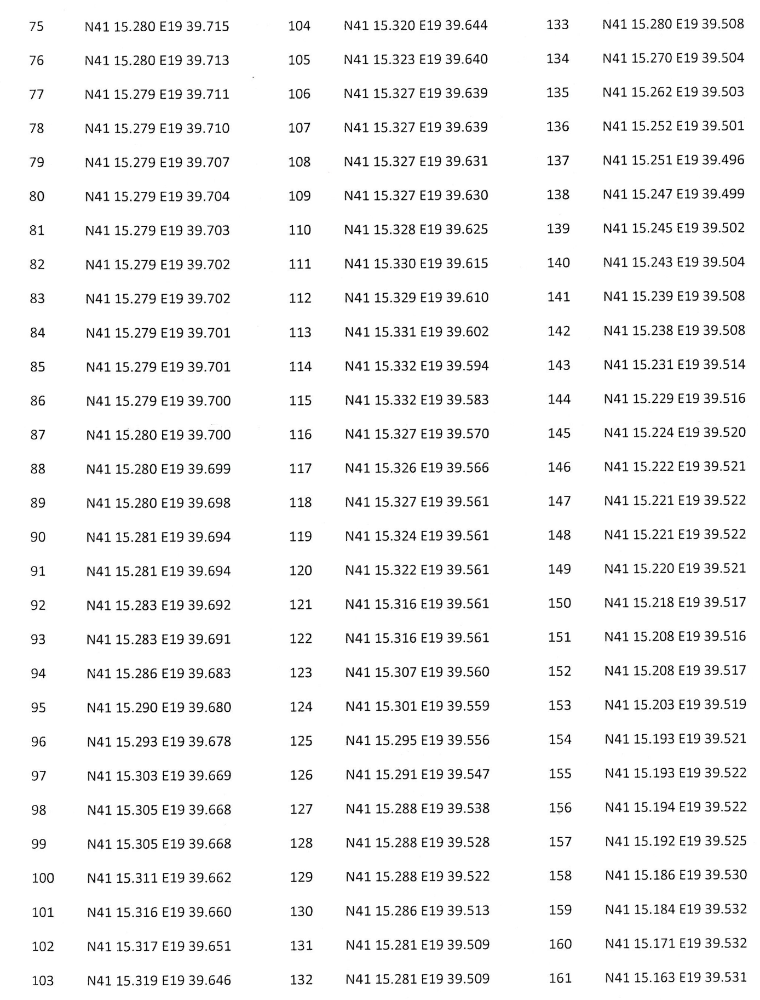 75 N41 15.280 E19 39.715 104 N41 15.320 E19 39.644 133 N41 15.280 E19 39.508
76 N41 15.280 E19 39.713 105 N41 15.323 E19 39.640 134 N41 15.270 E19 39.504
77 N41 15.279 E19 39.711 106 N41 15.327 E19 39.639 135 N41 15.262 E19 39.503
78 N41 15.279 E19 39.710 107 N41 15.327 E19 39.639 136 N41 15.252 E19 39.501
79 N41 15.279 E19 39.707 108 N41 15.327 E19 39.631 137 N41 15.251 E19 39.496
80 N41 15.279 E19 39.704 109 N41 15.327 E19 39.630 138 N41 15.247 E19 39.499
81 N41 15.279 E19 39.703 110 N41 15.328 E19 39.625 139 N41 15.245 E19 39.502
82 N41 15.279 E19 39.702 111 N41 15.330 E19 39.615 140 N41 15.243 E19 39.504
83 N41 15.279 E19 39.702 112 N41 15.329 E19 39.610 141 N41 15.239 E19 39.508
84 N41 15.279 E19 39.701 113 N41 15.331 E19 39.602 142 N41 15.238 E19 39.508
85 N41 15.279 E19 39.701 114 N41 15.332 E19 39.594 143 N41 15.231 E19 39.514
86 N41 15.279 E19 39.700 115 N41 15.332 E19 39.583 144 N41 15.229 E19 39.516
87 N41 15.280 E19 39.700 116 N41 15.327 E19 39.570 145 N41 15.224 E19 39.520
88 N41 15.280 E19 39.699 117 N41 15.326 E19 39.566 146 N41 15.222 E19 39.521
89 N41 15.280 E19 39.698 118 N41 15.327 E19 39.561 147 N41 15.221 E19 39.522
90 N41 15.281 E19 39.694 119 N41 15.324 E19 39.561 148 N41 15.221 E19 39.522
91 N41 15.281 E19 39.694 120 N41 15.322 E19 39.561 149 N41 15.220 E19 39.521
92 N41 15.283 E19 39.692 121 N41 15.316 E19 39.561 150 N41 15.218 E19 39.517
93 N41 15.283 E19 39.691 122 N41 15.316 E19 39.561 151 N41 15.208 E19 39.516
94 N41 15.286 E19 39.683 123 N41 15.307 E19 39.560 152 N41 15.208 E19 39.517
95 N41 15.290 E19 39.680 124 N41 15.301 E19 39.559 153 N41 15.203 E19 39.519
96 N41 15.293 E19 39.678 125 N41 15.295 E19 39.556 154 N41 15.193 E19 39.521
97 N41 15.303 E19 39.669 126 N41 15.291 E19 39.547 155 N41 15.193 E19 39.522
98 N41 15.305 E19 39.668 127 N41 15.288 E19 39.538 156 N41 15.194 E19 39.522
99 N41 15.305 E19 39.668 128 N41 15.288 E19 39.528 157 N41 15.192 E19 39.525
100 N41 15.311 E19 39.662 129 N41 15.288 E19 39.522 158 N41 15.186 E19 39.530
101 N41 15.316 E19 39.660 130 N41 15.286 E19 39.513 159 N41 15.184 E19 39.532
102 N41 15.317 E19 39.651 131 N41 15.281 E19 39.509 160 N41 15.171 E19 39.532
103 N41 15.319 E19 39.646 132 N41 15.281 E19 39.509 161 N41 15.163 E19 39.531